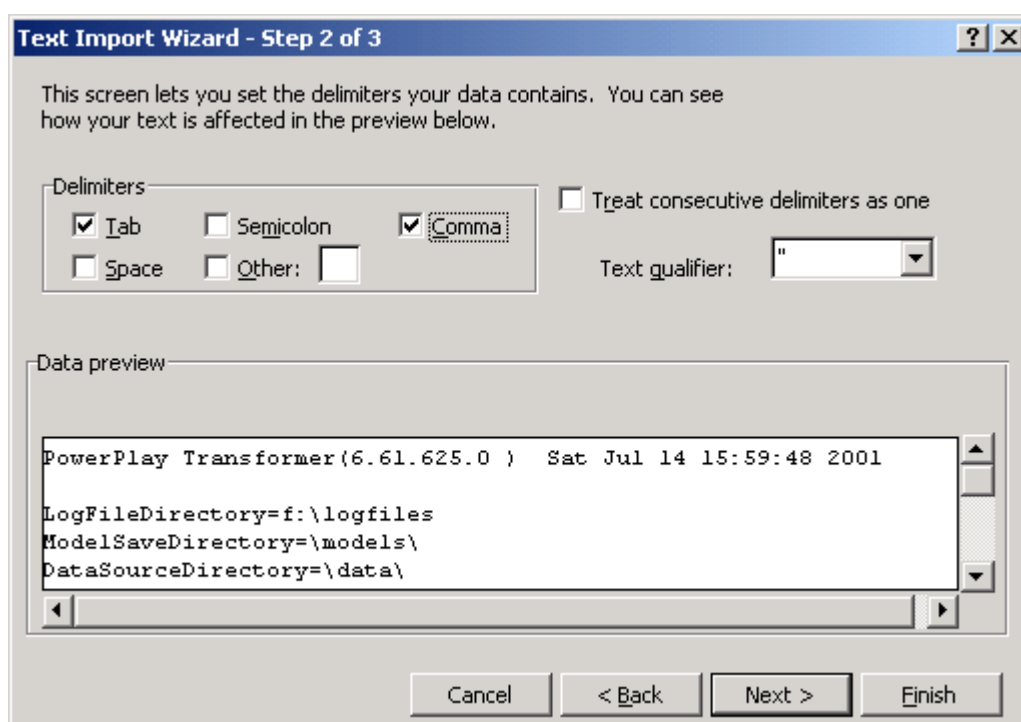 Text Import Wizard - Step 2 of 3
This screen lets you set the delimiters your data contains. You can see
how your text is affected in the preview below.
Delimiters
Tab
Semicolon
Comma
Space
Other:
Treat consecutive delimiters as one
Text qualifier:
"
Data preview
PowerPlay Transformer(6.61.625.0 )  Sat Jul 14 15:59:48 2001
LogFileDirectory=f:\logfiles
ModelSaveDirectory=\models\
DataSourceDirectory=\data\
Cancel
< Back
Next >
Finish